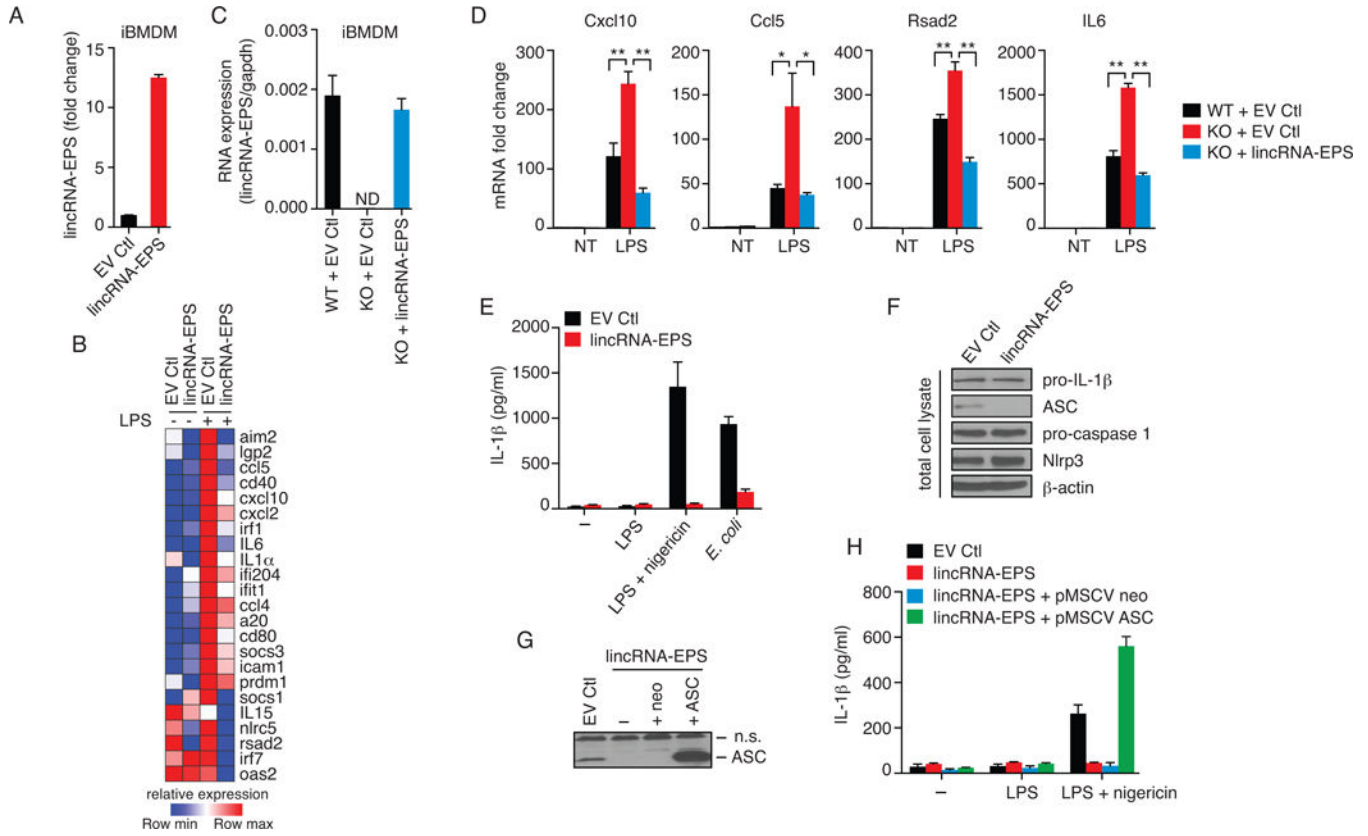 A
iBMDM
lincRNA-EPS (fold change)
15
10
5
0
EV Ctl
lincRNA-EPS
C
iBMDM
RNA expression
(lincRNA-EPS/gapdh)
0.003
0.002
0.001
0.000
ND
WT + EV Ctl
KO + EV Ctl
KO + lincRNA-EPS
D
mRNA fold change
Cxcl10
300
200
100
0
** **
NT LPS
Ccl5
200
150
100
50
0
* *
NT LPS
Rsad2
400
300
200
100
0
** **
NT LPS
IL6
2000
1500
1000
500
0
** **
NT LPS
WT + EV Ctl
KO + EV Ctl
KO + lincRNA-EPS
B
EV Ctl
lincRNA-EPS
EV Ctl
lincRNA-EPS
LPS - - + +
aim2
lgp2
ccl5
cd40
cxcl10
cxcl2
irf1
IL6
IL1α
ifi204
ifit1
ccl4
a20
cd80
socs3
icam1
prdm1
socs1
IL15
nlrc5
rsad2
irf7
oas2
relative expression
Row min Row max
E
EV Ctl
lincRNA-EPS
IL-1β (pg/ml)
2000
1500
1000
500
0
–
LPS
LPS + nigericin
E. coli
F
EV Ctl
lincRNA-EPS
total cell lysate
pro-IL-1β
ASC
pro-caspase 1
Nlrp3
β-actin
G
lincRNA-EPS
EV Ctl
–
+ neo
+ ASC
– n.s.
– ASC
H
EV Ctl
lincRNA-EPS
lincRNA-EPS + pMSCV neo
lincRNA-EPS + pMSCV ASC
IL-1β (pg/ml)
800
600
400
200
0
– LPS LPS + nigericin